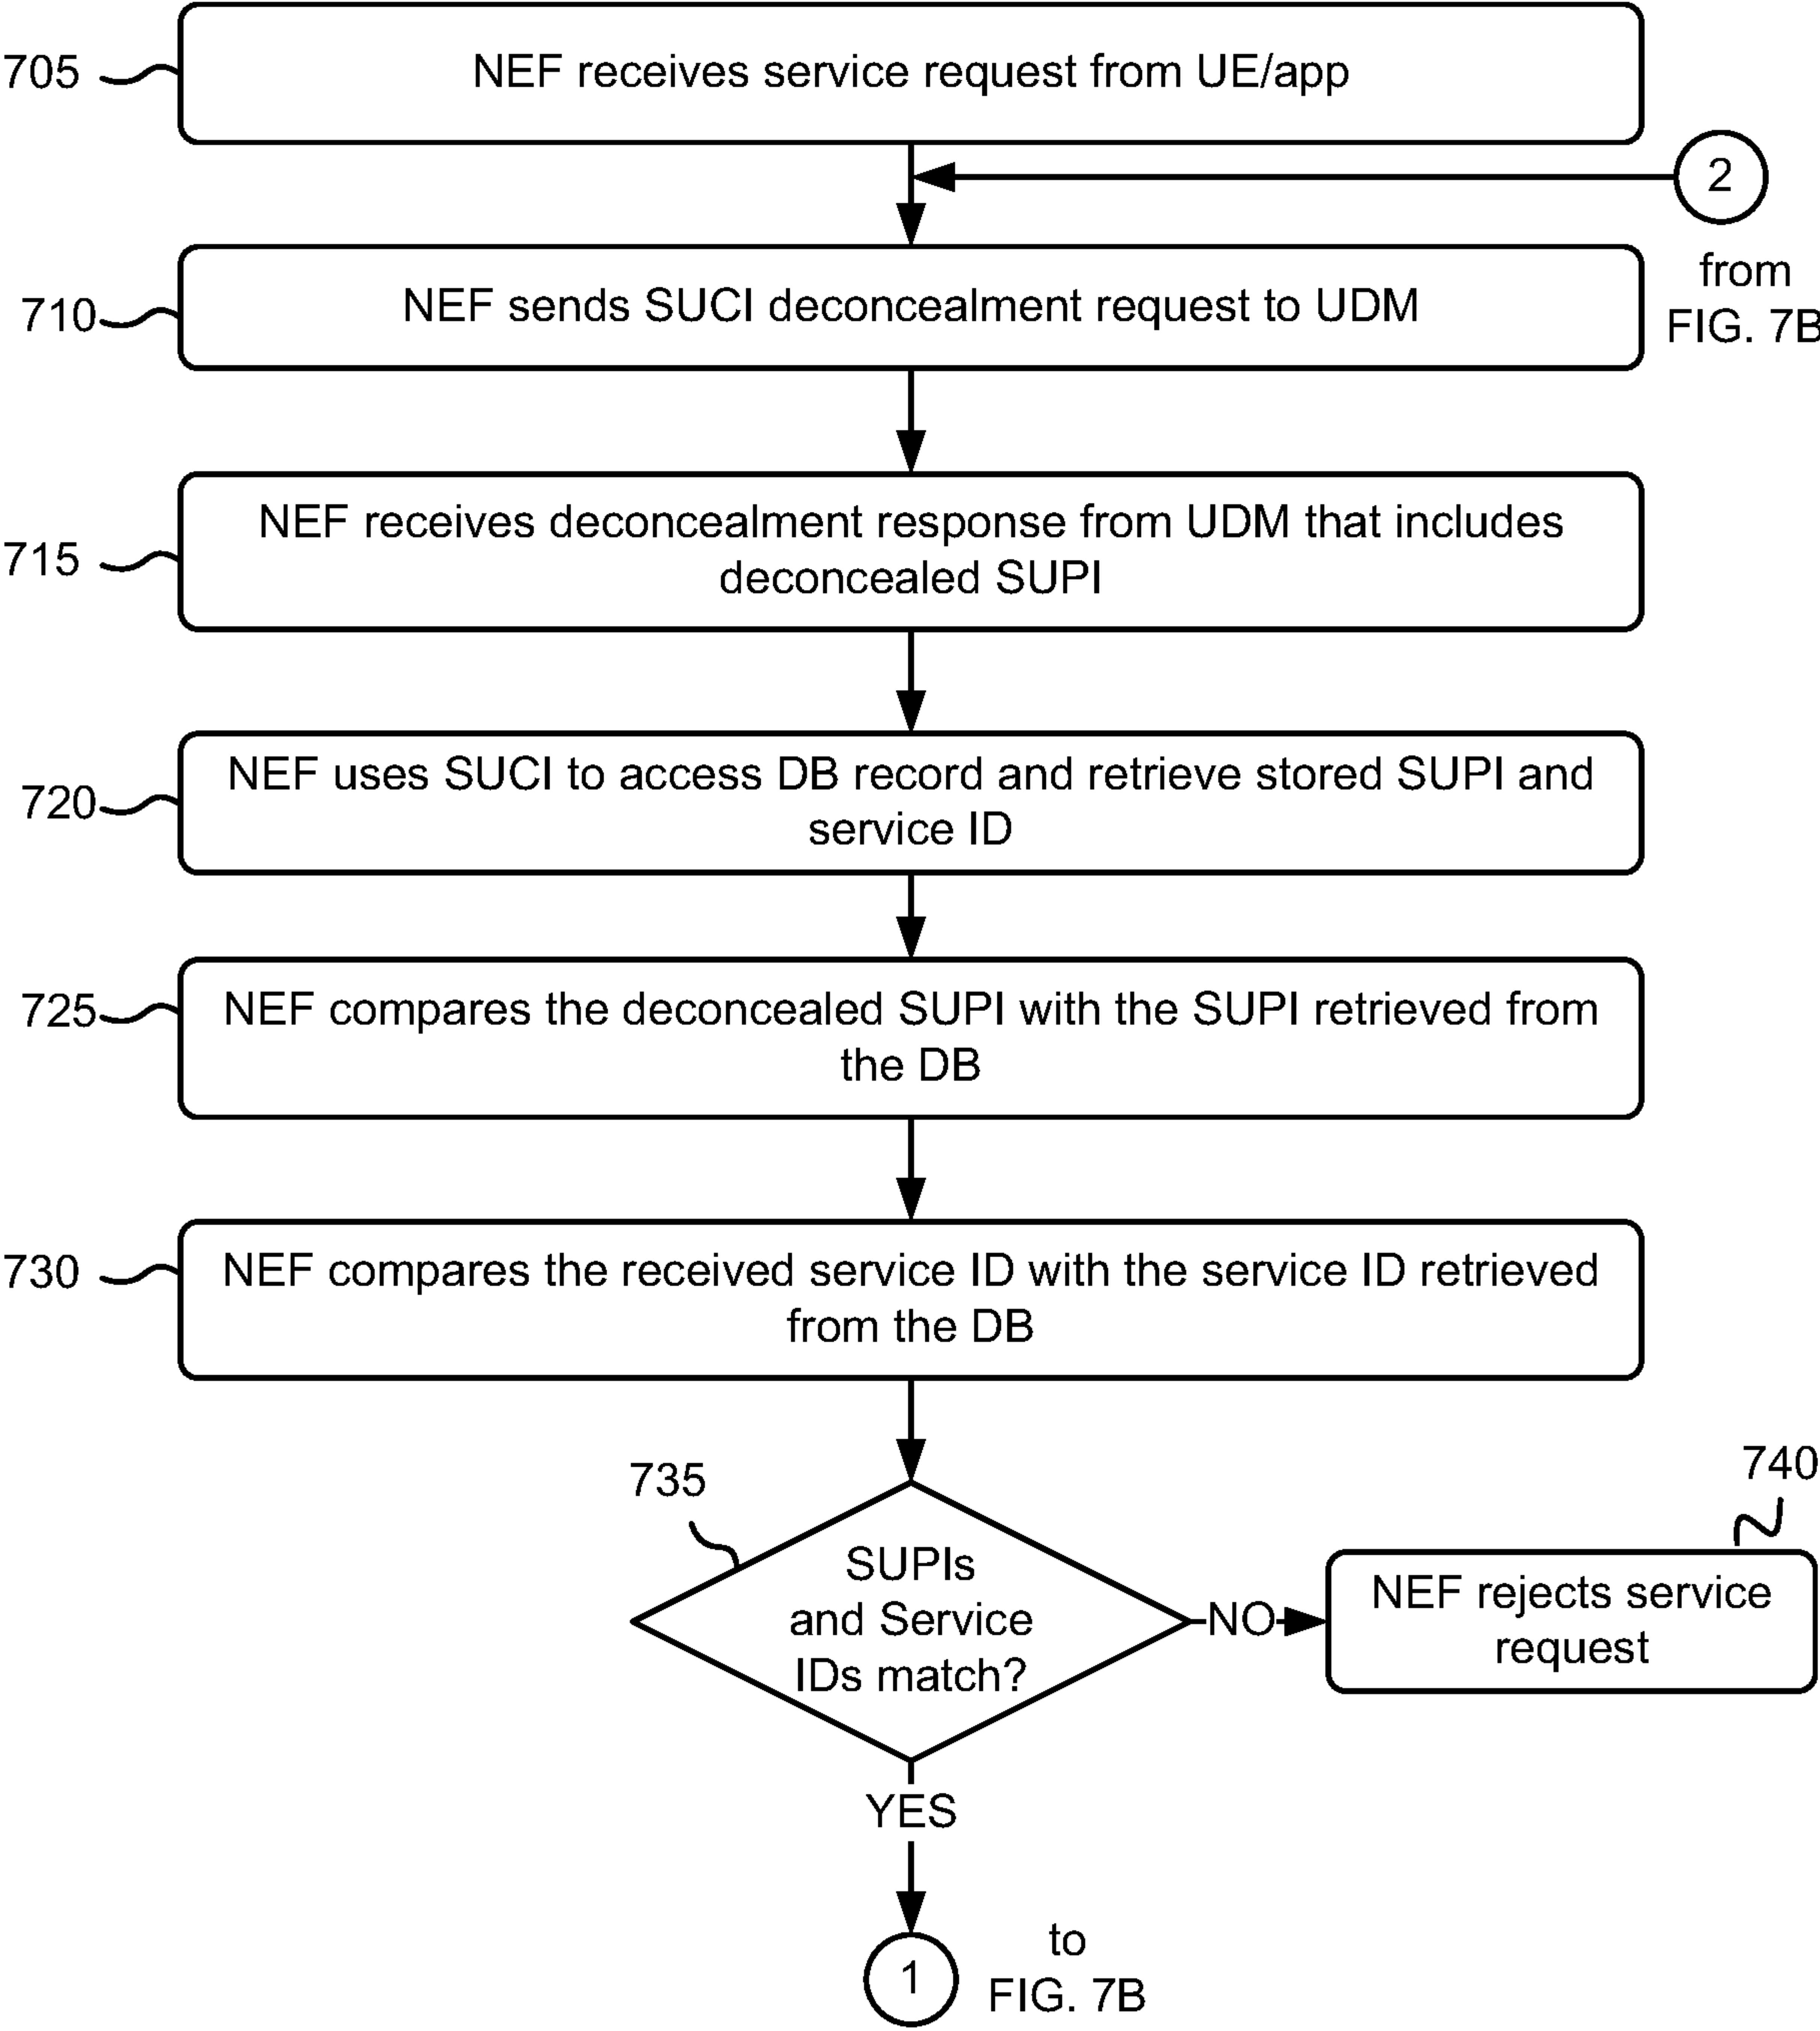 705
NEF receives service request from UE/app
2
from
FIG. 7B
710
NEF sends SUCI deconcealment request to UDM
715
NEF receives deconcealment response from UDM that includes
deconcealed SUPI
720
NEF uses SUCI to access DB record and retrieve stored SUPI and
service ID
725
NEF compares the deconcealed SUPI with the SUPI retrieved from
the DB
730
NEF compares the received service ID with the service ID retrieved
from the DB
735
SUPIs
and Service
IDs match?
NO
740
NEF rejects service
request
YES
1
to
FIG. 7B